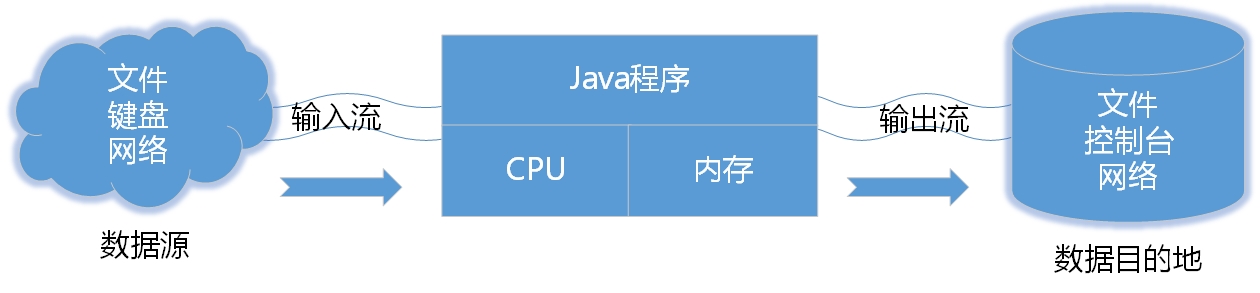 文件
键盘
网络
数据源
输入流
Java程序
CPU
内存
输出流
文件
控制台
网络
数据目的地